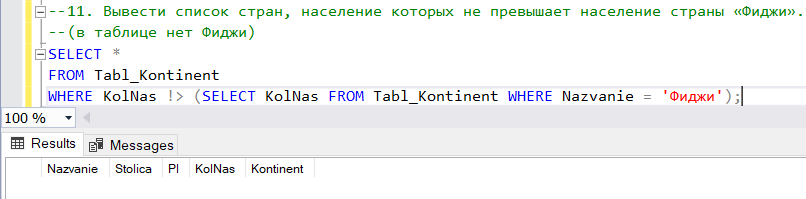 --11. Вывести список стран, население которых не превышает население страны «Фиджи».
--(в таблице нет Фиджи)
SELECT *
FROM Tabl_Kontinent
WHERE KolNas !> (SELECT KolNas FROM Tabl_Kontinent WHERE Nazvanie = 'Фиджи');
100 %
Results Messages
Nazvanie Stolica Pl KolNas Kontinent